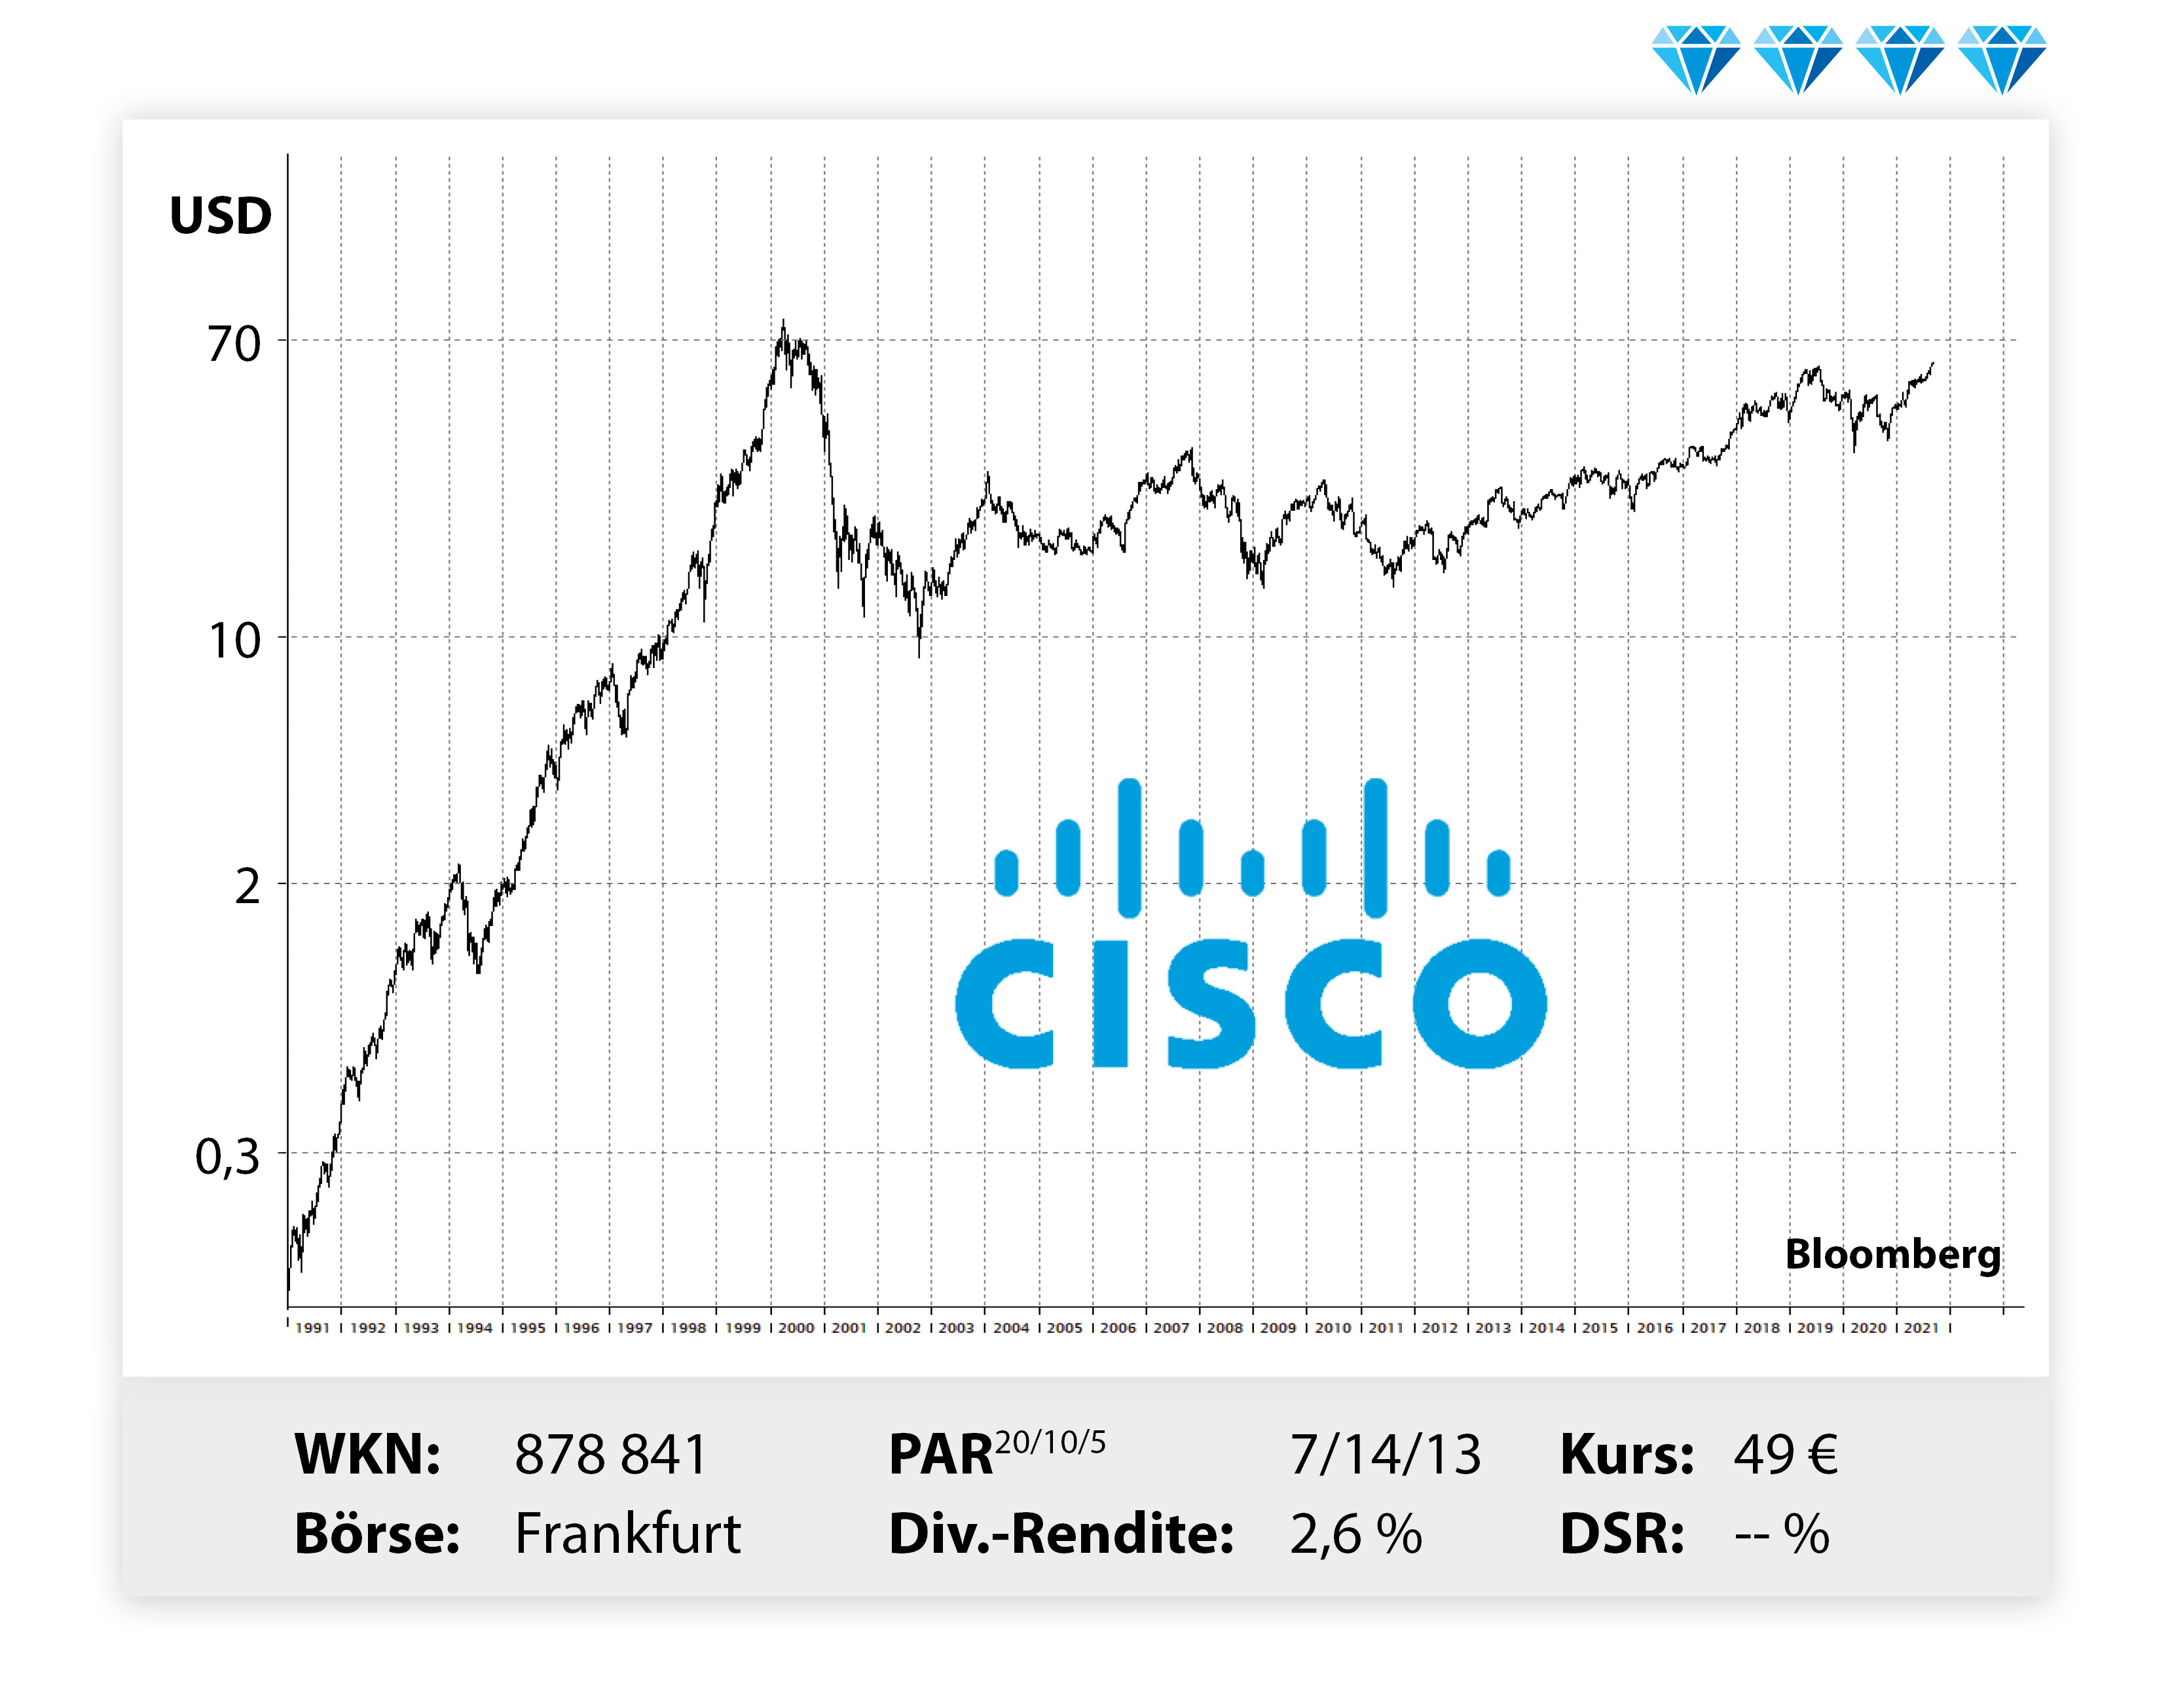 USD
70
10
2
0,3
CISCO
Bloomberg
1991 1992 1993 1994 1995 1996 1997 1998 1999 2000 2001 2002 2003 2004 2005 2006 2007 2008 2009 2010 2011 2012 2013 2014 2015 2016 2017 2018 2019 2020 2021
WKN: 878 841 PAR20/10/5 7/14/13 Kurs: 49 €
Börse: Frankfurt Div.-Rendite: 2,6 % DSR: -- %